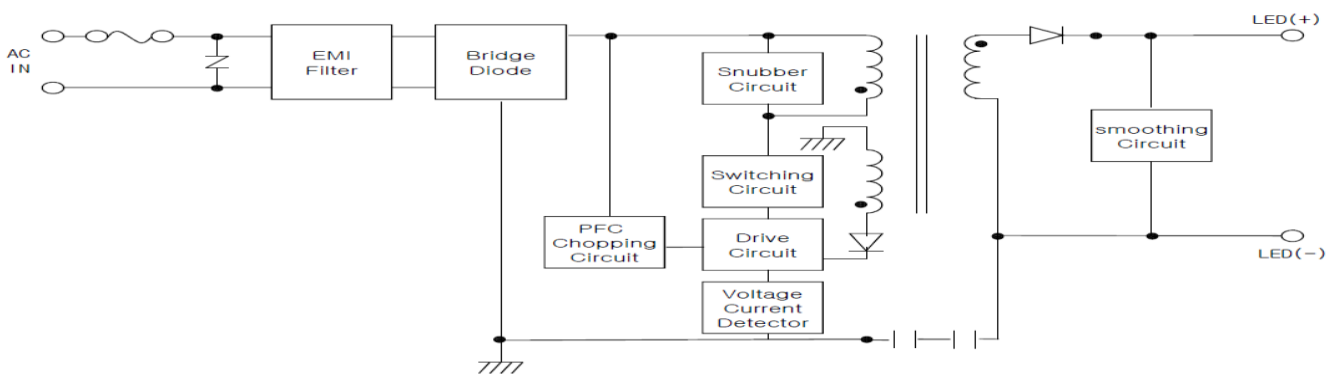 AC
IN
EMI
Filter
Bridge
Diode
Snubber
Circuit
Switching
Circuit
PFC
Chopping
Circuit
Drive
Circuit
Voltage
Current
Detector
LED(+)
smoothing
Circuit
LED(-)